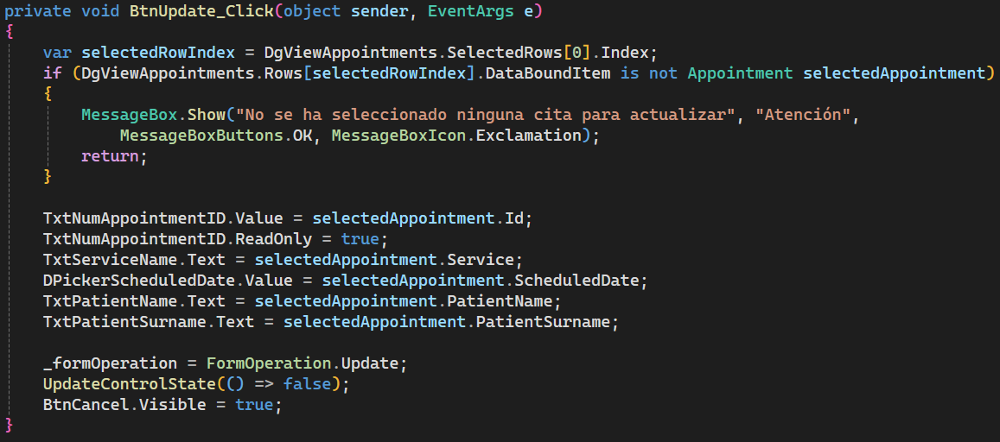 private void BtnUpdate_Click(object sender, EventArgs e)
{
    var selectedRowIndex = DgViewAppointments.SelectedRows[0].Index;
    if (DgViewAppointments.Rows[selectedRowIndex].DataBoundItem is not Appointment selectedAppointment)
    {
        MessageBox.Show("No se ha seleccionado ninguna cita para actualizar", "Atención",
            MessageBoxButtons.OK, MessageBoxIcon.Exclamation);
        return;
    }

    TxtNumAppointmentID.Value = selectedAppointment.Id;
    TxtNumAppointmentID.ReadOnly = true;
    TxtServiceName.Text = selectedAppointment.Service;
    DPickerScheduledDate.Value = selectedAppointment.ScheduledDate;
    TxtPatientName.Text = selectedAppointment.PatientName;
    TxtPatientSurname.Text = selectedAppointment.PatientSurname;

    _formOperation = FormOperation.Update;
    UpdateControlState(() => false);
    BtnCancel.Visible = true;
}